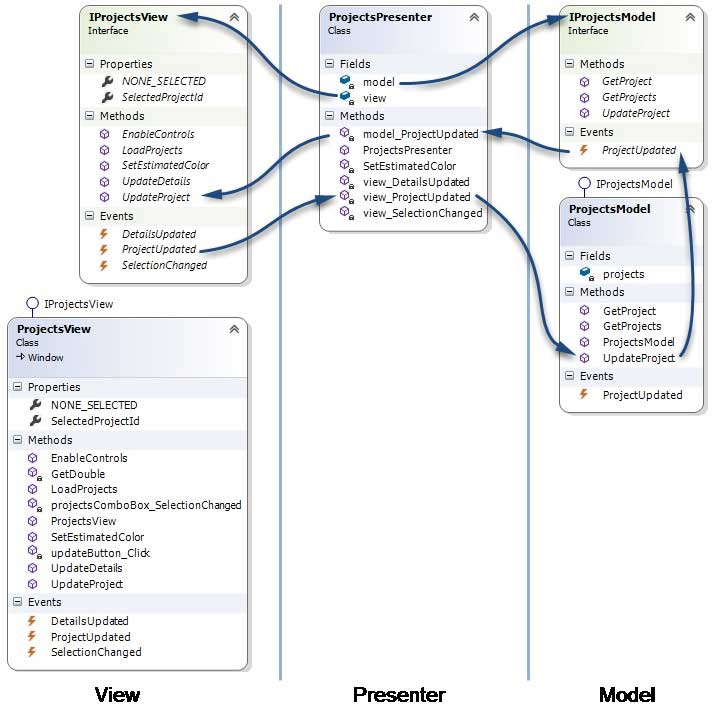 IProjectsView
Interface
Properties
NONE_SELECTED
SelectedProjectId
Methods
EnableControls
LoadProjects
SetEstimatedColor
UpdateDetails
UpdateProject
Events
DetailsUpdated
ProjectUpdated
SelectionChanged
IProjectsView
ProjectsView
Class
Window
Properties
NONE_SELECTED
SelectedProjectId
Methods
EnableControls
GetDouble
LoadProjects
projectsComboBox_SelectionChanged
ProjectsView
SetEstimatedColor
updateButton_Click
UpdateDetails
UpdateProject
Events
DetailsUpdated
ProjectUpdated
SelectionChanged
View
ProjectsPresenter
Class
Fields
model
view
Methods
model_ProjectUpdated
ProjectsPresenter
SetEstimatedColor
view_DetailsUpdated
view_ProjectUpdated
view_SelectionChanged
Presenter
IProjectsModel
Interface
Methods
GetProject
GetProjects
UpdateProject
Events
ProjectUpdated
IProjectsModel
ProjectsModel
Class
Fields
projects
Methods
GetProject
GetProjects
ProjectsModel
UpdateProject
Events
ProjectUpdated
Model